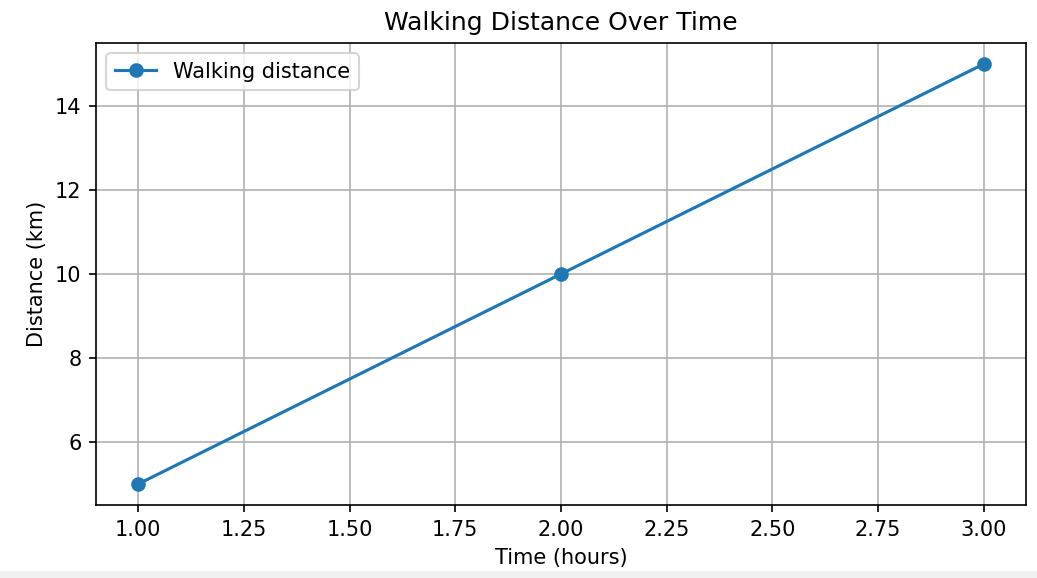 Walking Distance Over Time
Walking distance
14
12
10
8
6
Distance (km)
1.00 1.25 1.50 1.75 2.00 2.25 2.50 2.75 3.00
Time (hours)